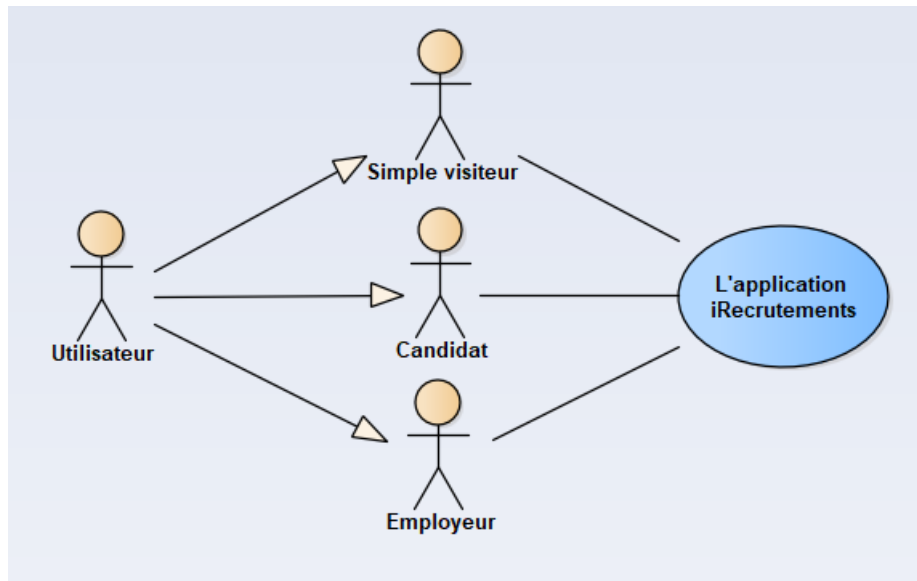 Simple visiteur
Utilisateur
Candidat
L'application
iRecrutements
Employeur